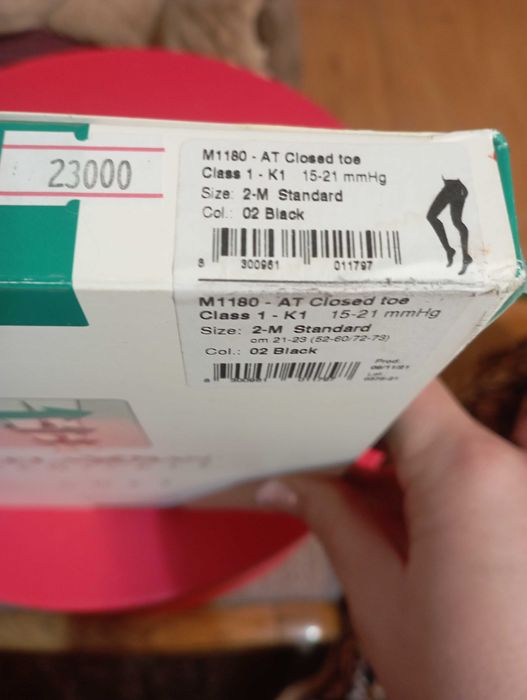 23000
M1180 - AT Closed toe
Class 1 - K1 15-21 mmHg
Size: 2-M Standard
Col.: 02 Black
8 300961 011797
M1180 - AT Closed toe
Class 1 - K1 15-21 mmHg
Size: 2-M Standard
cm 21-23 (52-60/72-79)
Col.: 02 Black
Prod.:
Lot.